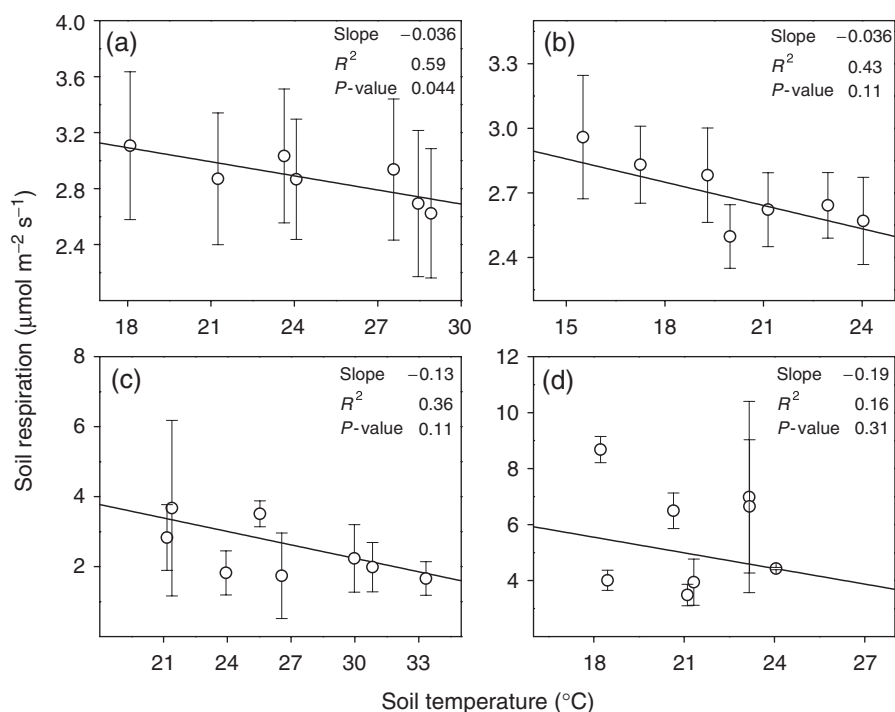 (a)
Slope −0.036
R² 0.59
P-value 0.044
3.6
3.2
2.8
2.4
4.0
18 21 24 27 30
(b)
Slope −0.036
R² 0.43
P-value 0.11
3.3
3.0
2.7
2.4
15 18 21 24
(c)
Slope −0.13
R² 0.36
P-value 0.11
8
6
4
2
21 24 27 30 33
(d)
Slope −0.19
R² 0.16
P-value 0.31
12
10
8
6
4
18 21 24 27
Soil respiration (μmol m⁻² s⁻¹)
Soil temperature (°C)